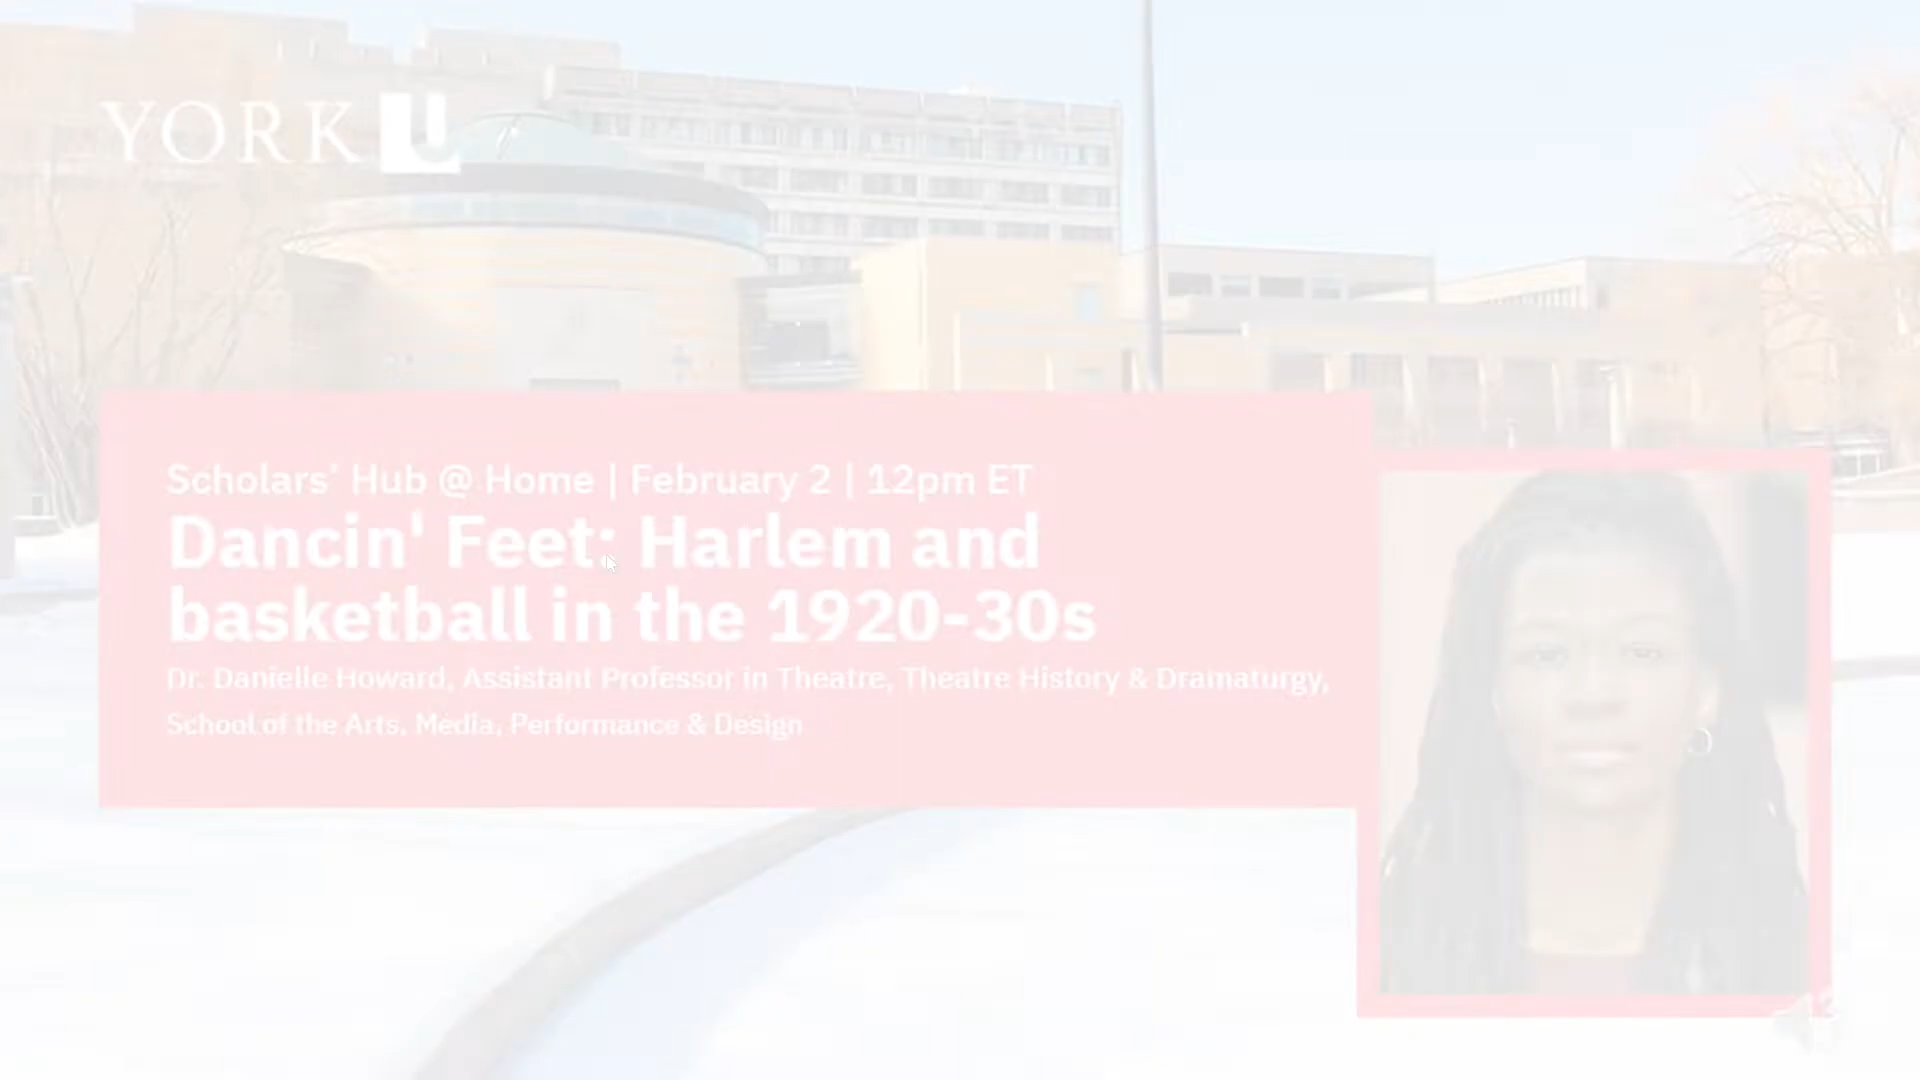 YORK U
Scholars' Hub @ Home | February 2 | 12pm ET
Dancin' Feet: Harlem and
basketball in the 1920-30s
Dr. Danielle Howard, Assistant Professor in Theatre, Theatre History & Dramaturgy,
School of the Arts, Media, Performance & Design